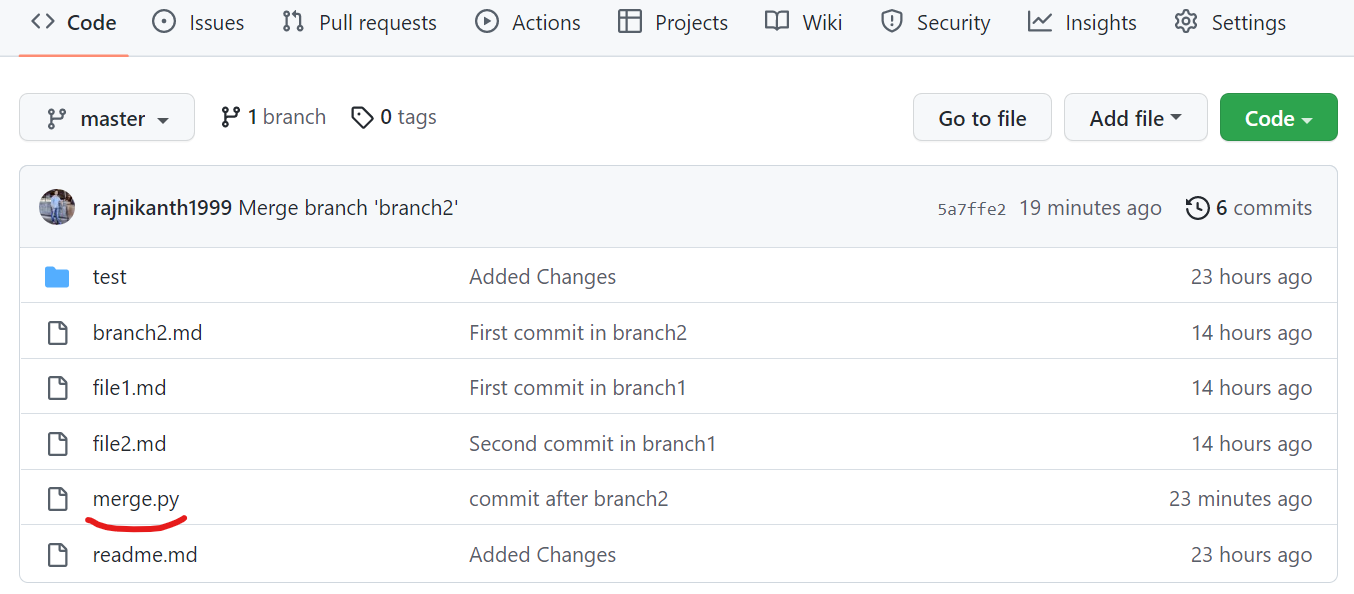 Code Issues Pull requests Actions Projects Wiki Security Insights Settings
master 1 branch 0 tags Go to file Add file Code
rajnikanth1999 Merge branch 'branch2' 5a7ffe2 19 minutes ago 6 commits
test Added Changes 23 hours ago
branch2.md First commit in branch2 14 hours ago
file1.md First commit in branch1 14 hours ago
file2.md Second commit in branch1 14 hours ago
merge.py commit after branch2 23 minutes ago
readme.md Added Changes 23 hours ago